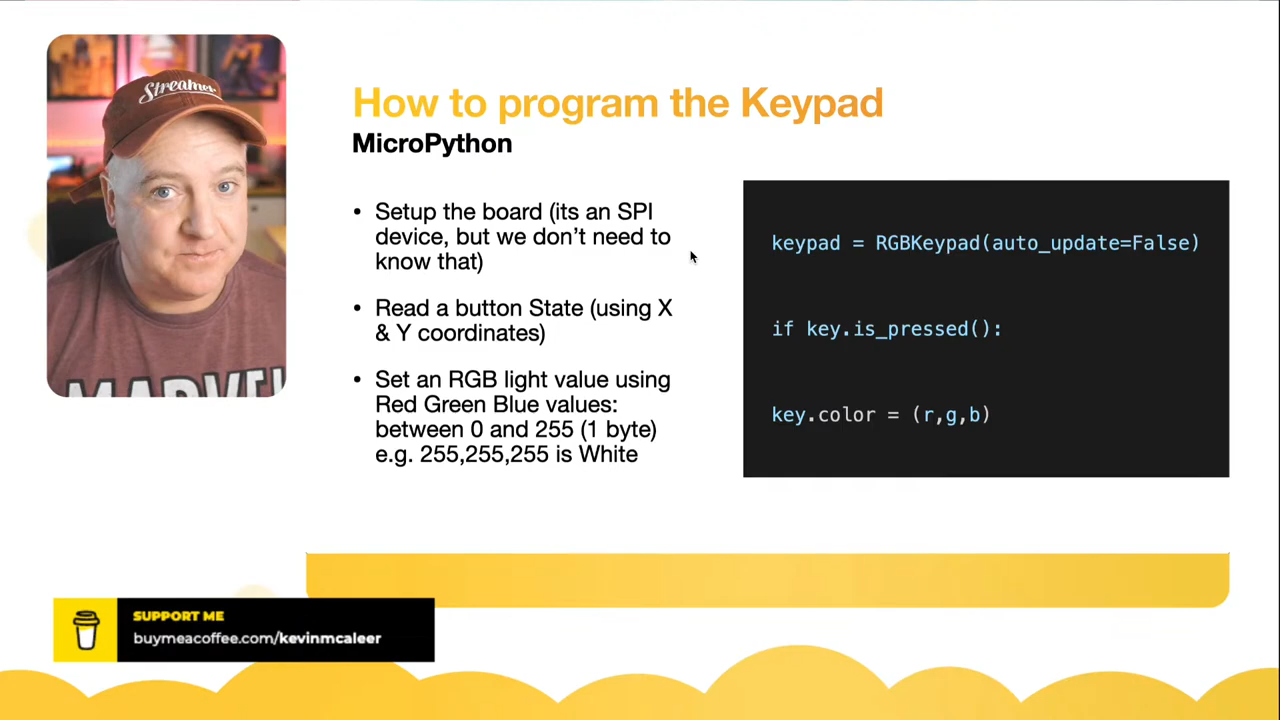 Streamer
How to program the Keypad
MicroPython
• Setup the board (its an SPI
device, but we don’t need to
know that)
• Read a button State (using X
& Y coordinates)
• Set an RGB light value using
Red Green Blue values:
between 0 and 255 (1 byte)
e.g. 255,255,255 is White
keypad = RGBKeypad(auto_update=False)
if key.is_pressed():
key.color = (r,g,b)
SUPPORT ME
buymeacoffee.com/kevinmcaleer